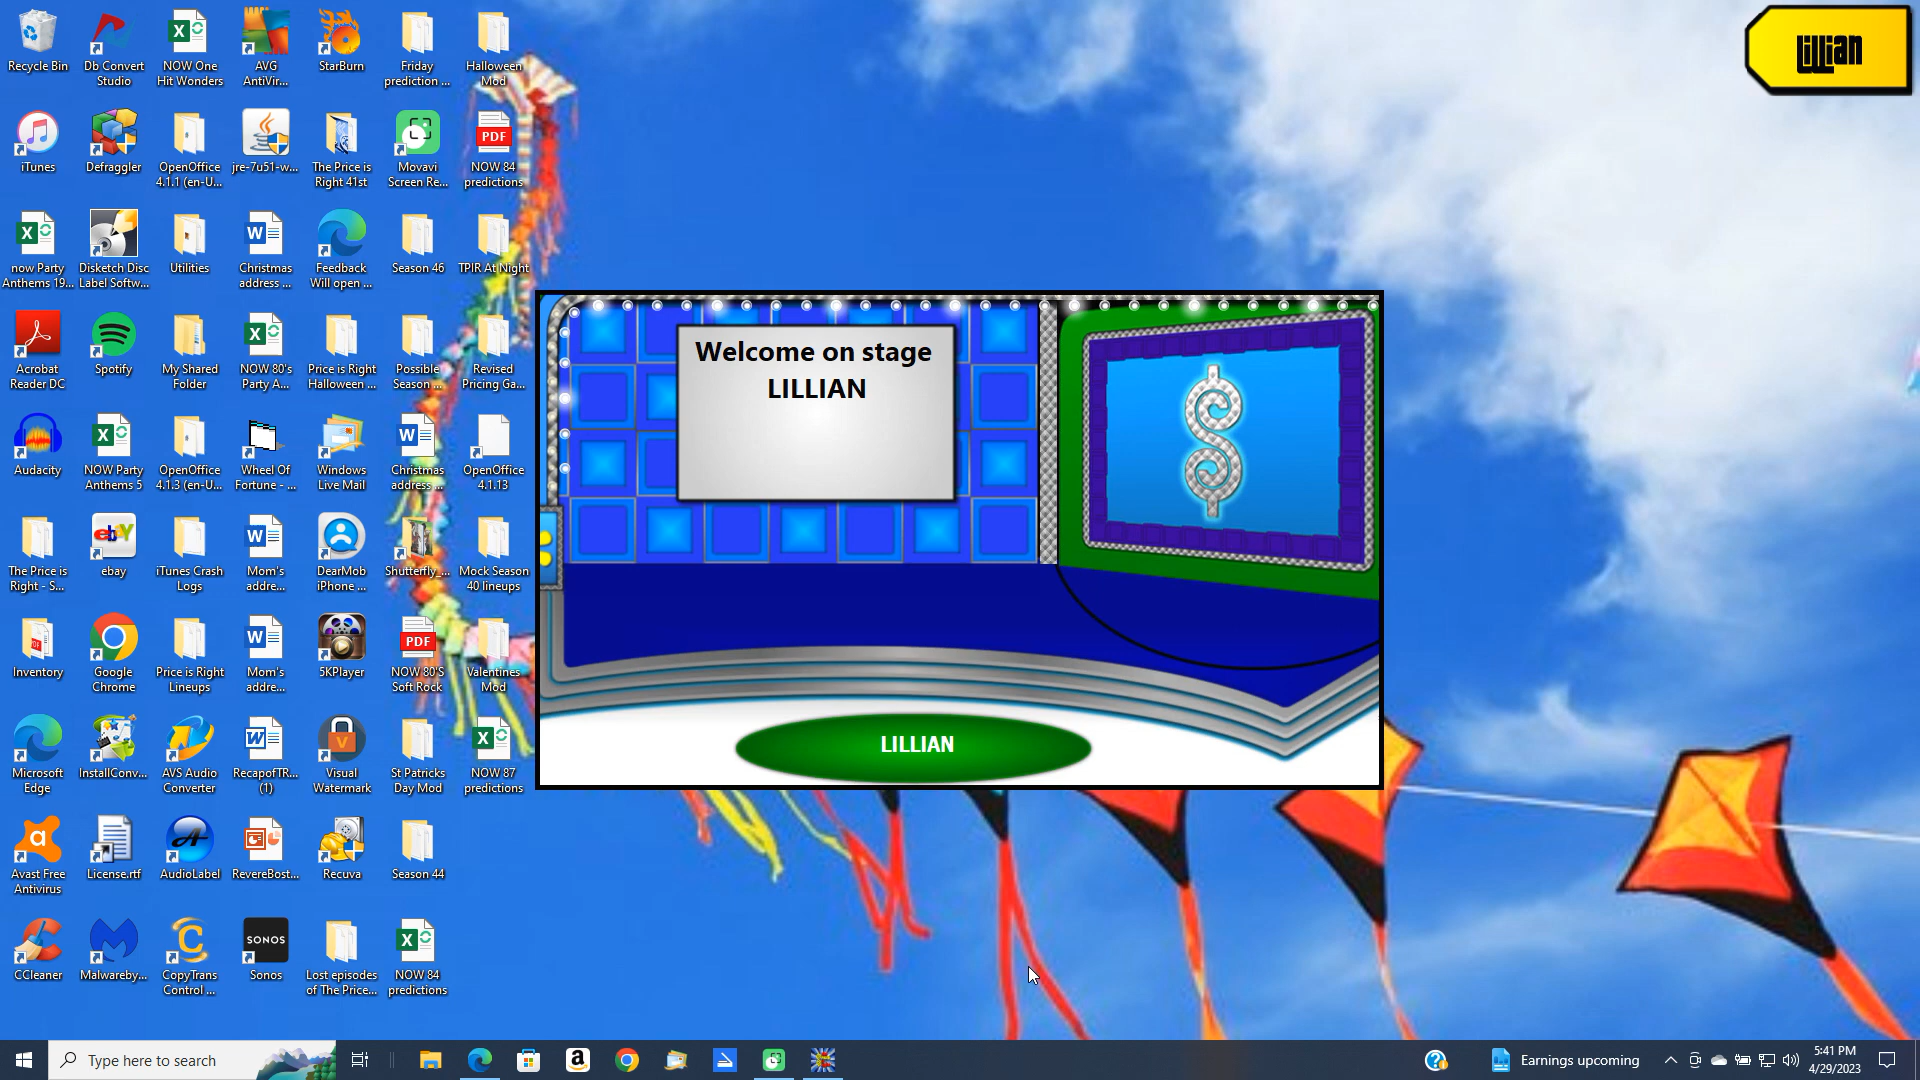 Recycle Bin
Db Convert
Studio
NOW One
Hit Wonders
AVG
AntiVir...
StarBurn
Friday
prediction ...
Halloween
Mod
LILLIAN
iTunes
Defraggler
OpenOffice
4.1.1 (en-U...
jre-7u51-w...
The Price is
Right 41st
Movavi
Screen Re...
PDF
NOW 84
predictions
now Party
Anthems 19...
Disketch Disc
Label Softw...
Utilities
Christmas
address ...
Feedback
Will open ...
Season 46
TPIR At Night
Acrobat
Reader DC
Spotify
My Shared
Folder
NOW 80's
Party A...
Price is Right
Halloween ...
Possible
Season ...
Revised
Pricing Ga...
Welcome on stage
LILLIAN
Audacity
NOW Party
Anthems 5
OpenOffice
4.1.3 (en-U...
Wheel Of
Fortune - ...
Windows
Live Mail
Christmas
address ...
OpenOffice
4.1.13
The Price is
Right - S...
ebay
ebay
iTunes Crash
Logs
Mom's
addre...
DearMob
iPhone ...
Shutterfly_...
Mock Season
40 lineups
Inventory
Google
Chrome
Price is Right
Lineups
Mom's
addre...
5KPlayer
PDF
NOW 80'S
Soft Rock
Valentines
Mod
LILLIAN
Microsoft
Edge
InstallConv...
AVS Audio
Converter
RecapofTR...
(1)
Visual
Watermark
St Patricks
Day Mod
NOW 87
predictions
Avast Free
Antivirus
License.rtf
AudioLabel
RevereBost...
Recuva
Season 44
CCleaner
Malwareby...
CopyTrans
Control ...
SONOS
Sonos
Lost episodes
of The Price...
NOW 84
predictions
Type here to search
Earnings upcoming
5:41 PM
4/29/2023